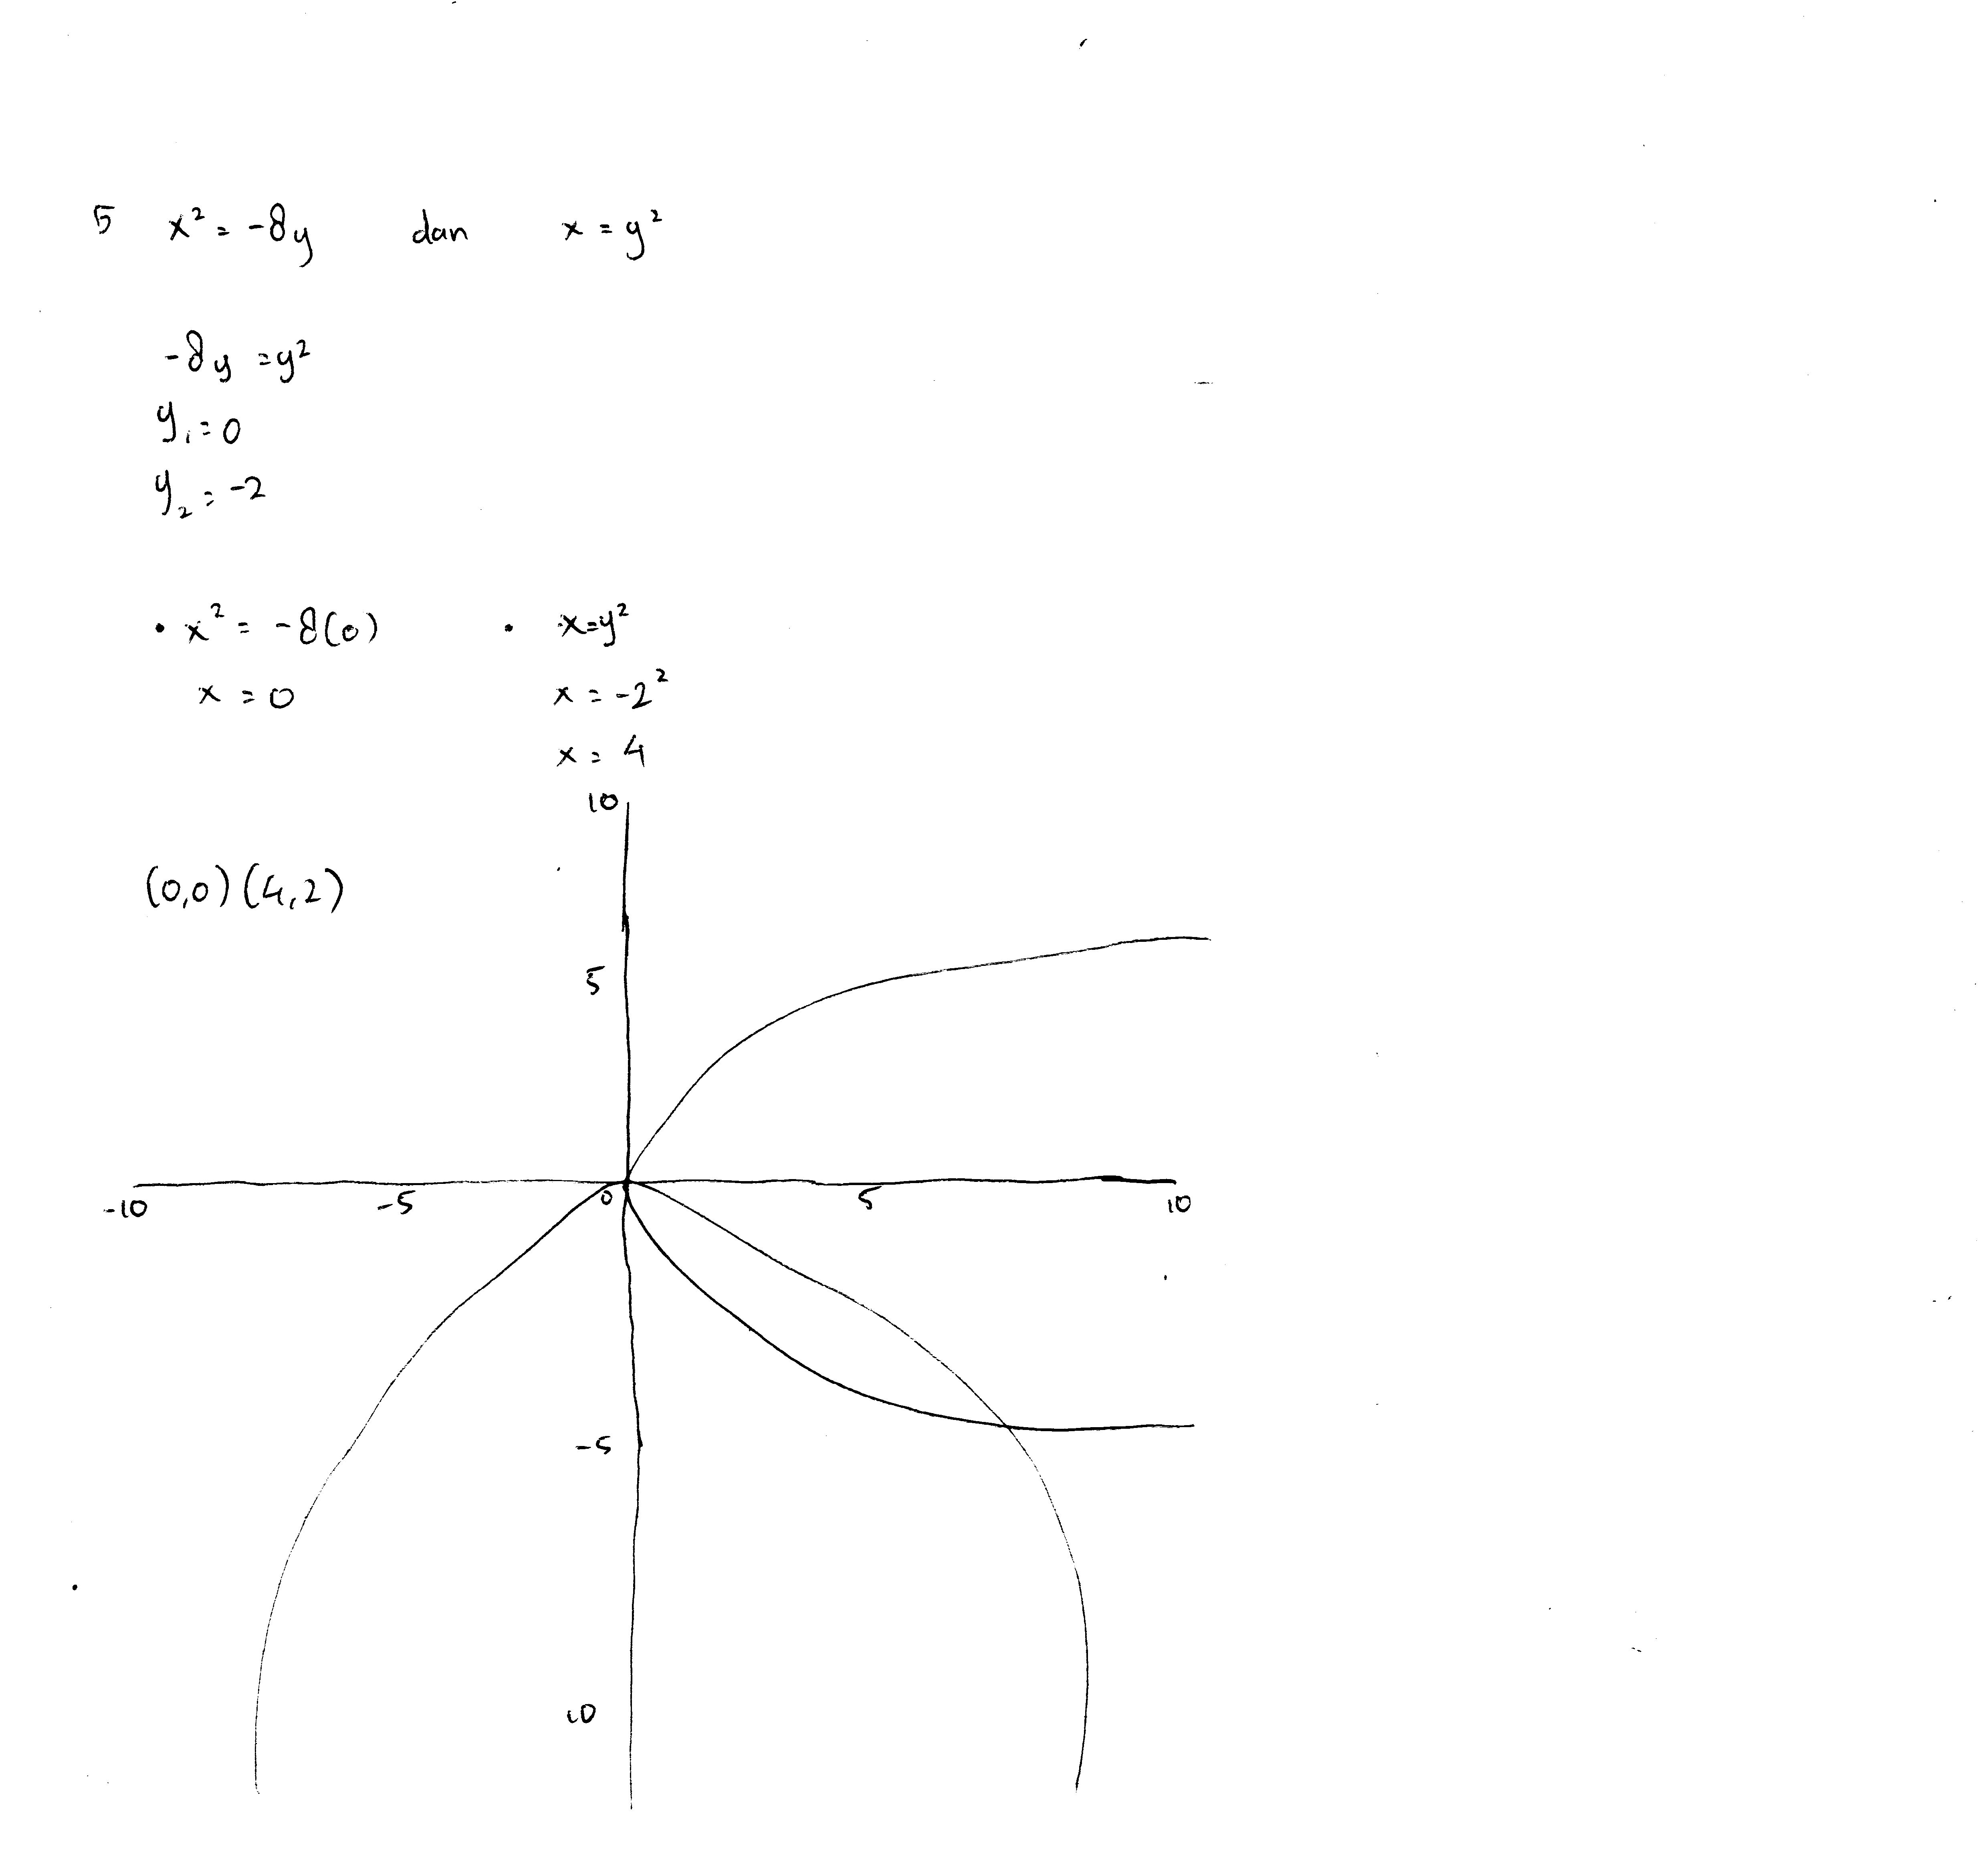 5 x² = -8y dan x = y²
-8y = y²
y₁ = 0
y₂ = -2
• x² = -8(0) • x = y²
x = 0 x = -2²
x = 4
10
(0,0) (4,2)
5
-10 -5 0 5 10
-5
10